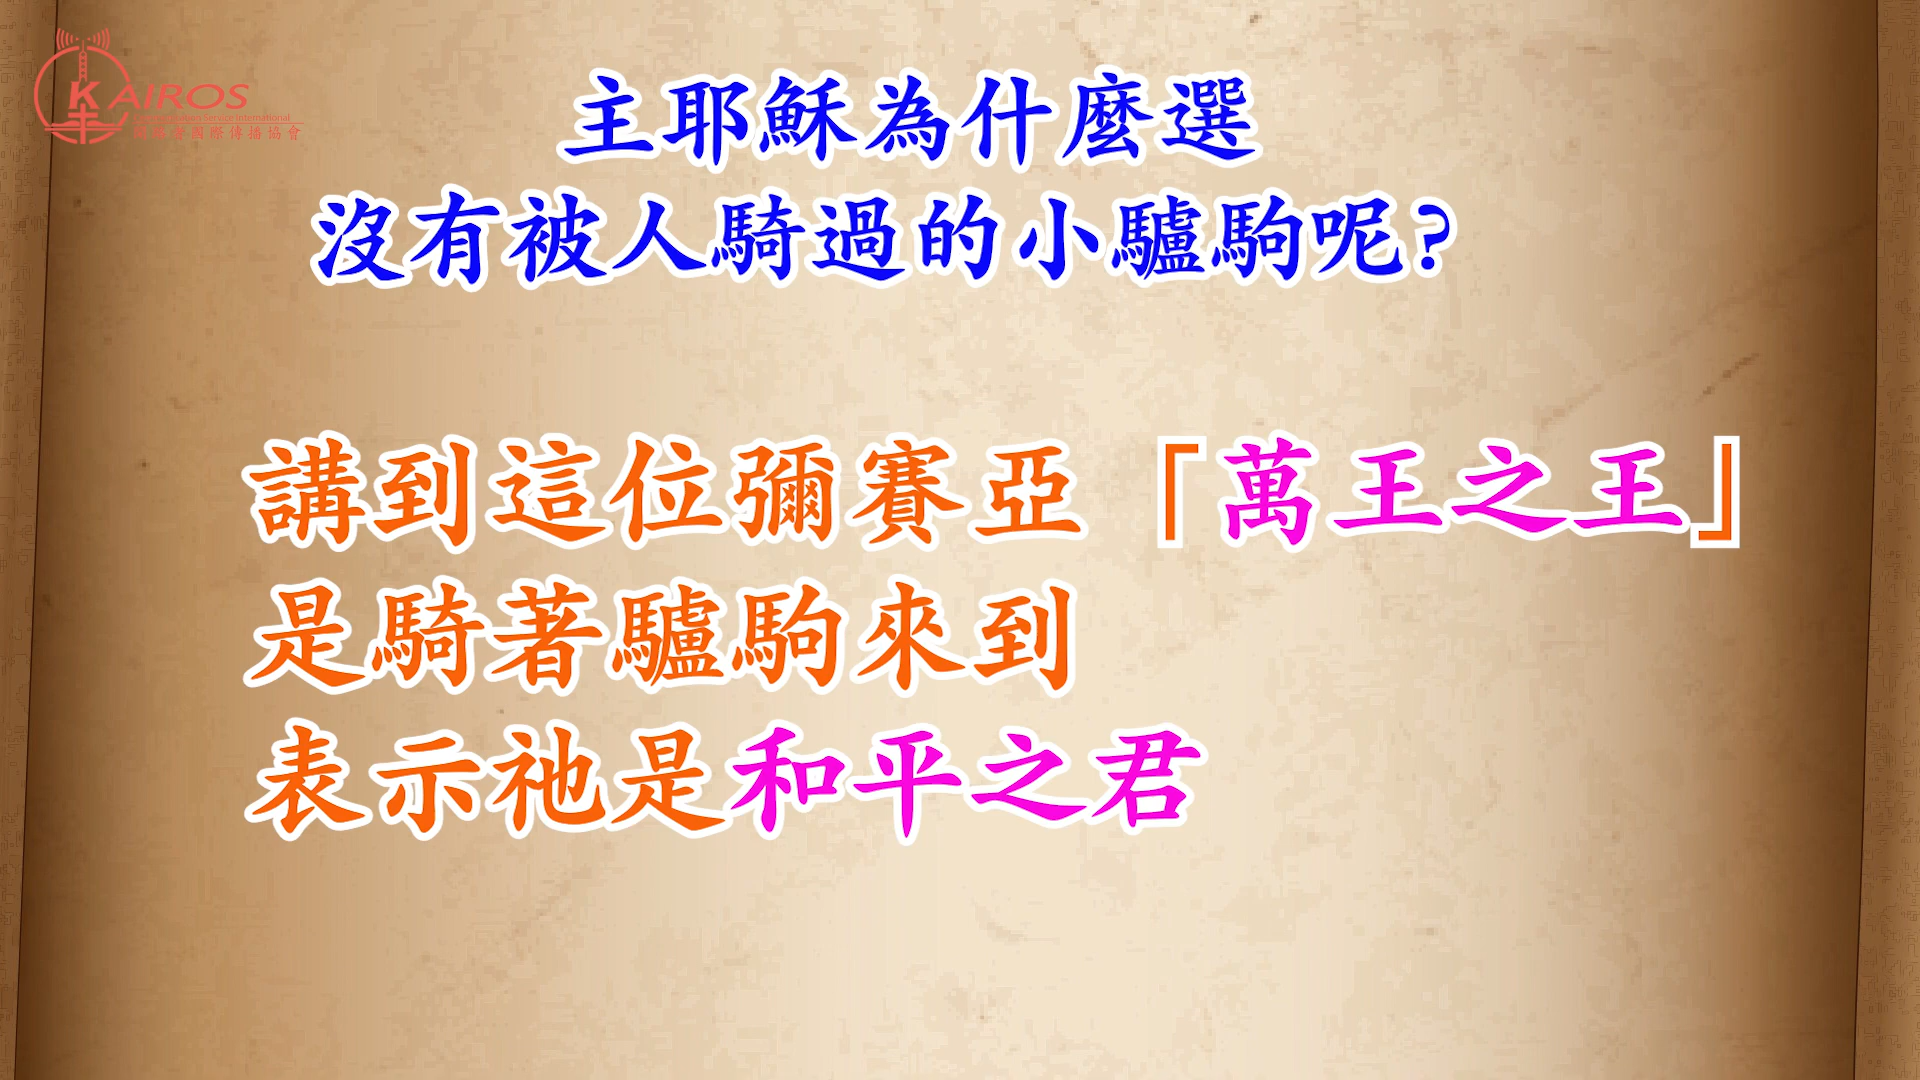 KAIROS
主耶穌為什麼選
沒有被人騎過的小驢駒呢?
講到這位彌賽亞「萬王之王」
是騎著驢駒來到
表示祂是和平之君